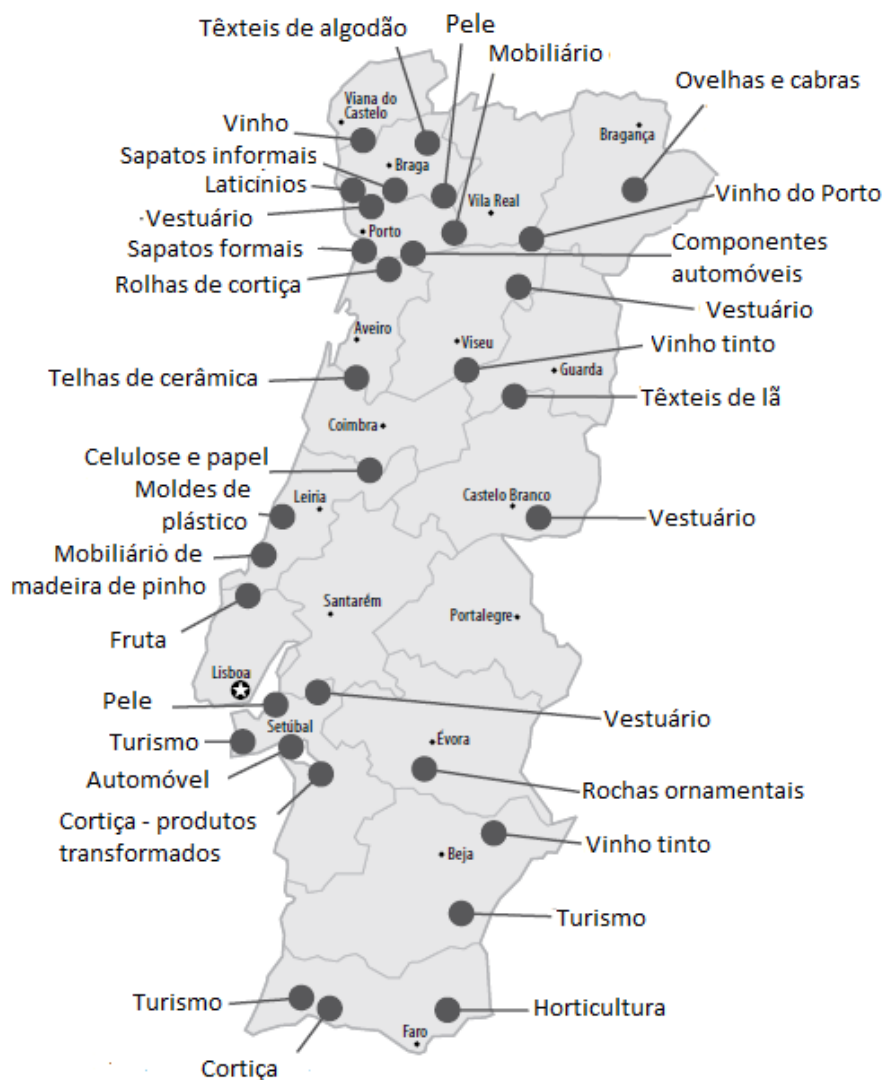 Têxteis de algodão
Pele
Mobiliário
Ovelhas e cabras
Viana do
Castelo
Bragança
Vinho
Sapatos informais
Braga
Laticínios
Vila Real
Vinho do Porto
Vestuário
Porto
Sapatos formais
Componentes
automóveis
Rolhas de cortiça
Vestuário
Aveiro
Viseu
Vinho tinto
Guarda
Telhas de cerâmica
Têxteis de lã
Coimbra
Celulose e papel
Moldes de
plástico
Leiria
Castelo Branco
Vestuário
Mobiliário de
madeira de pinho
Santarém
Portalegre
Fruta
Lisboa
Pele
Vestuário
Setúbal
Turismo
Évora
Automóvel
Rochas ornamentais
Cortiça - produtos
transformados
Vinho tinto
Beja
Turismo
Turismo
Horticultura
Faro
Cortiça